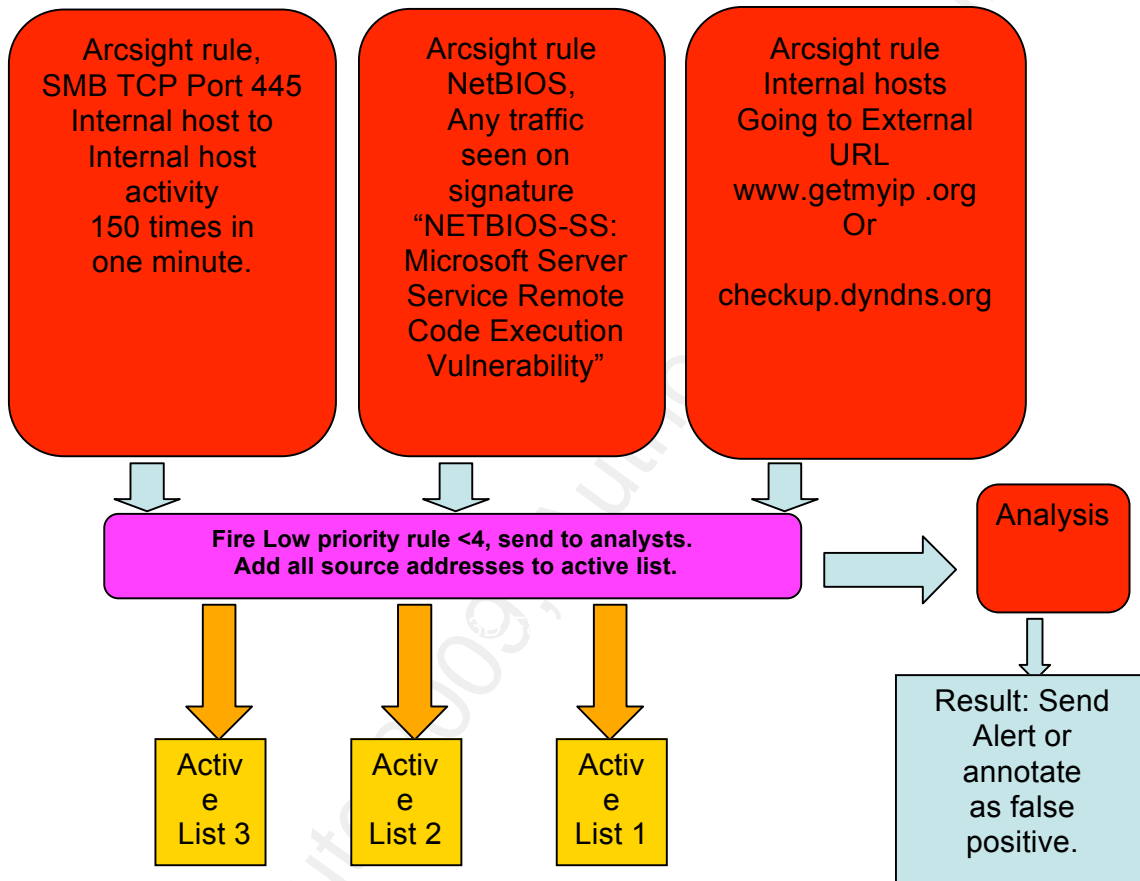 Arcsight rule,
SMB TCP Port 445
Internal host to
Internal host
activity
150 times in
one minute.
Arcsight rule
NetBIOS,
Any traffic
seen on
signature
“NETBIOS-SS:
Microsoft Server
Service Remote
Code Execution
Vulnerability”
Arcsight rule
Internal hosts
Going to External
URL
www.getmyip .org
Or
checkup.dyndns.org
Fire Low priority rule <4, send to analysts.
Add all source addresses to active list.
Analysis
Activ
e
List 3
Activ
e
List 2
Activ
e
List 1
Result: Send
Alert or
annotate
as false
positive.